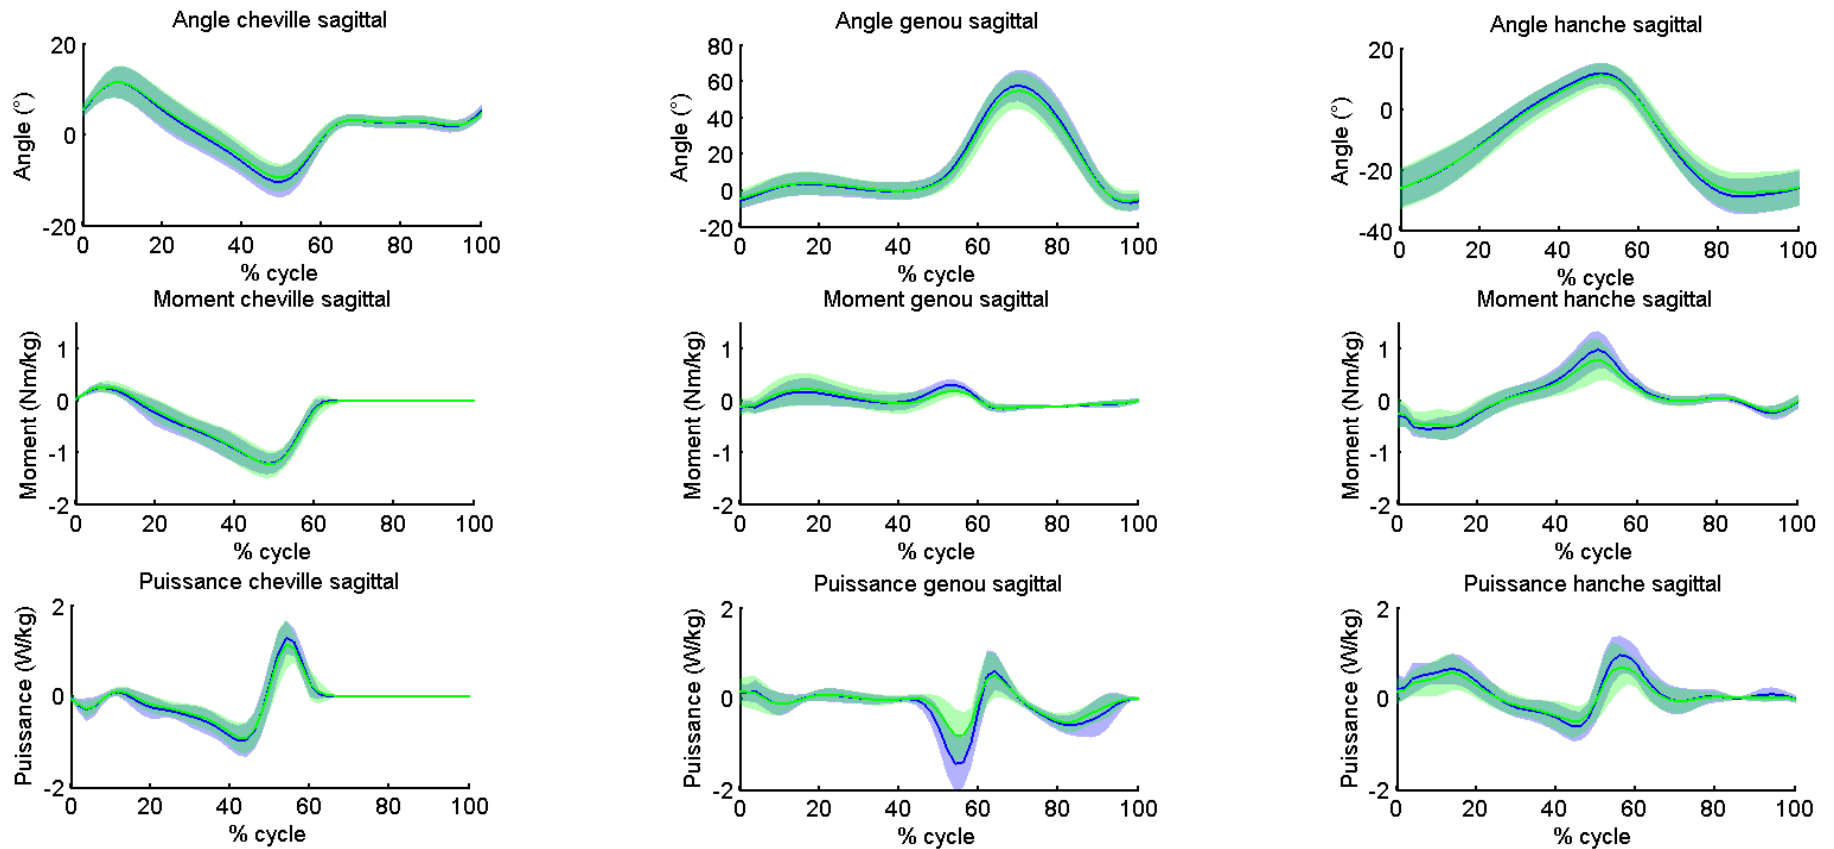 Angle cheville sagittal
Angle (°)
20
0
-20
0 20 40 60 80 100
% cycle
Angle genou sagittal
Angle (°)
80
60
40
20
0
-20
0 20 40 60 80 100
% cycle
Angle hanche sagittal
Angle (°)
20
0
-20
-40
0 20 40 60 80 100
% cycle
Moment cheville sagittal
Moment (Nm/kg)
1
0
-1
-2
0 20 40 60 80 100
% cycle
Moment genou sagittal
Moment (Nm/kg)
1
0
-1
-2
0 20 40 60 80 100
% cycle
Moment hanche sagittal
Moment (Nm/kg)
1
0
-1
-2
0 20 40 60 80 100
% cycle
Puissance cheville sagittal
Puissance (W/kg)
2
0
-2
0 20 40 60 80 100
% cycle
Puissance genou sagittal
Puissance (W/kg)
2
0
-2
0 20 40 60 80 100
% cycle
Puissance hanche sagittal
Puissance (W/kg)
2
0
-2
0 20 40 60 80 100
% cycle